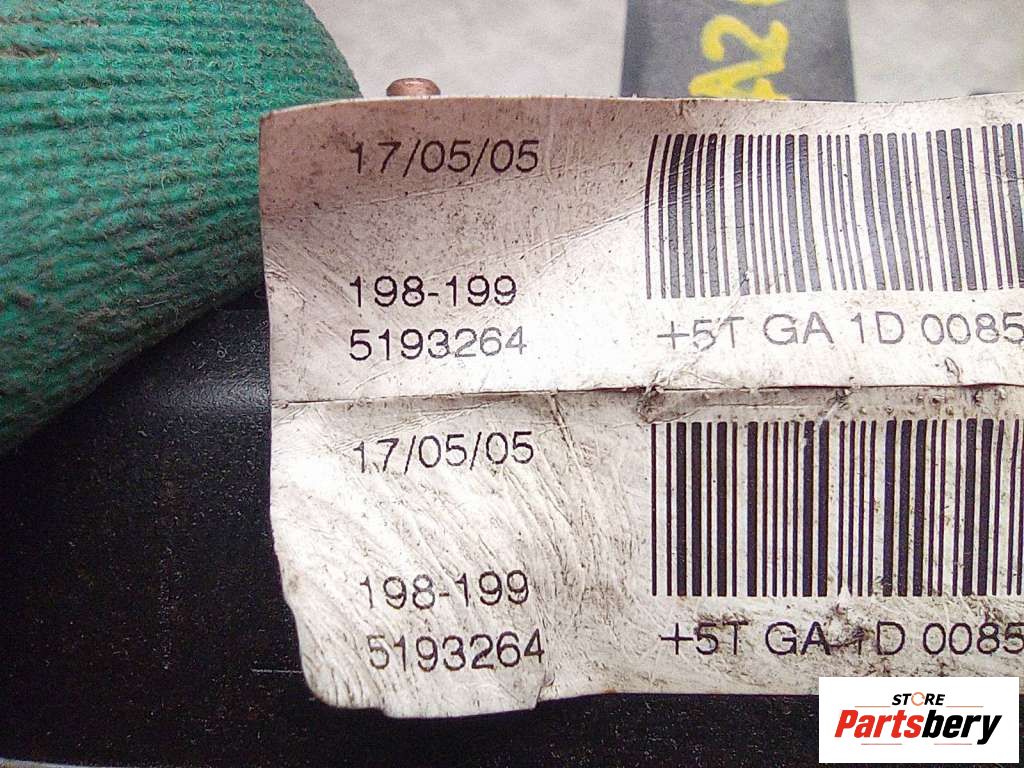 A2
17/05/05
198-199
5193264
+5T GA 1D 0085
17/05/05
198-199
5193264
+5T GA 1D 0085
STORE
Partsbery